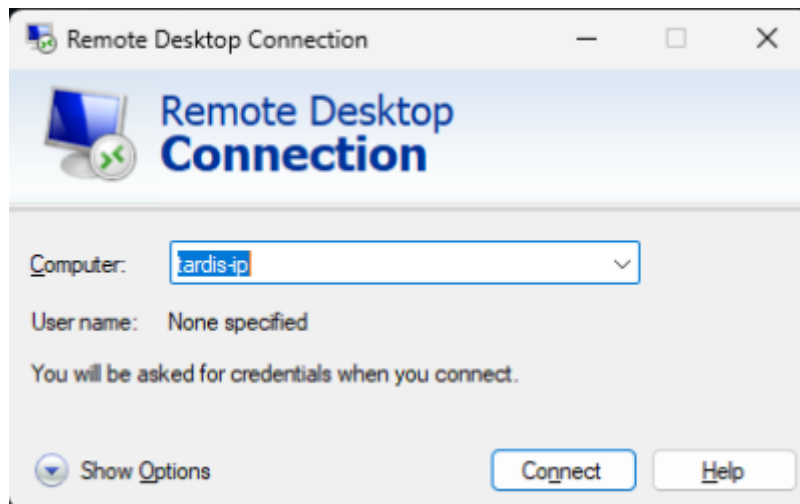 Remote Desktop Connection
Remote Desktop
Connection
Computer: tardis-ip
User name: None specified
You will be asked for credentials when you connect.
Show Options Connect Help